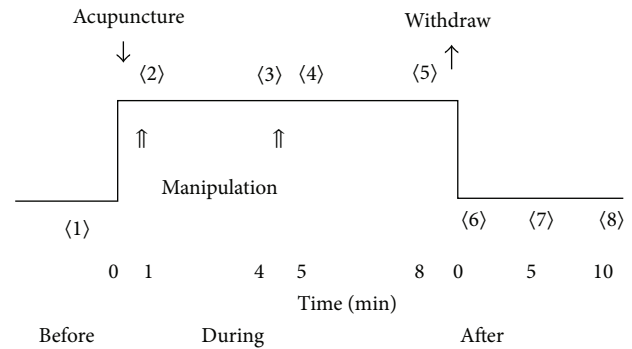 Acupuncture Withdraw
⟨2⟩ ⟨3⟩ ⟨4⟩ ⟨5⟩
Manipulation
⟨1⟩ ⟨6⟩ ⟨7⟩ ⟨8⟩
0 1 4 5 8 0 5 10
Time (min)
Before During After